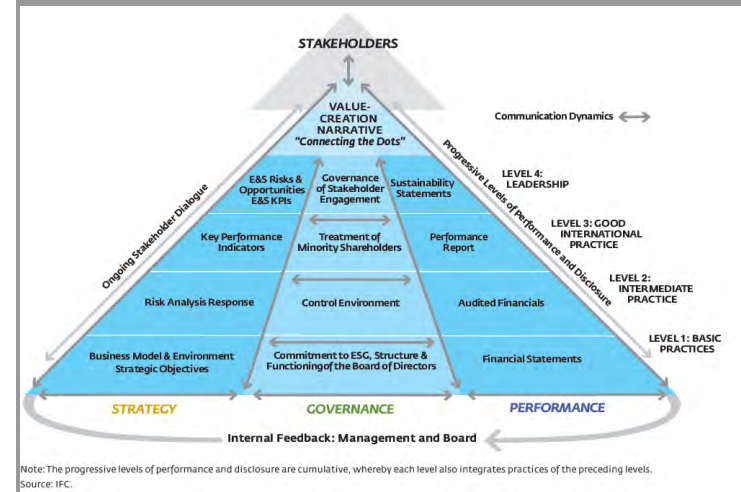 STAKEHOLDERS
VALUE-
CREATION
NARRATIVE
"Connecting the Dots"
Communication Dynamics
Ongoing Stakeholder Dialogue
Progressive Levels of Performance and Disclosure
E&S Risks &
Opportunities
E&S KPIs
Governance
of Stakeholder
Engagement
Sustainability
Statements
LEVEL 4:
LEADERSHIP
Key Performance
Indicators
Treatment of
Minority Shareholders
Performance
Report
LEVEL 3: GOOD
INTERNATIONAL
PRACTICE
Risk Analysis Response
Control Environment
Audited Financials
LEVEL 2:
INTERMEDIATE
PRACTICE
Business Model & Environment
Strategic Objectives
Commitment to ESG, Structure &
Functioning of the Board of Directors
Financial Statements
LEVEL 1: BASIC
PRACTICES
STRATEGY
GOVERNANCE
PERFORMANCE
Internal Feedback: Management and Board
Note: The progressive levels of performance and disclosure are cumulative, whereby each level also integrates practices of the preceding levels.
Source: IFC.